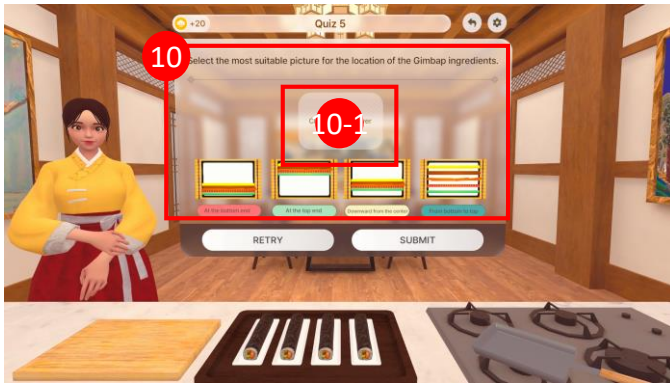 +20
Quiz 5
10
Select the most suitable picture for the location of the Gimbap ingredients.
10-1
At the bottom end
At the top end
Downward from the center
From bottom to top
RETRY
SUBMIT